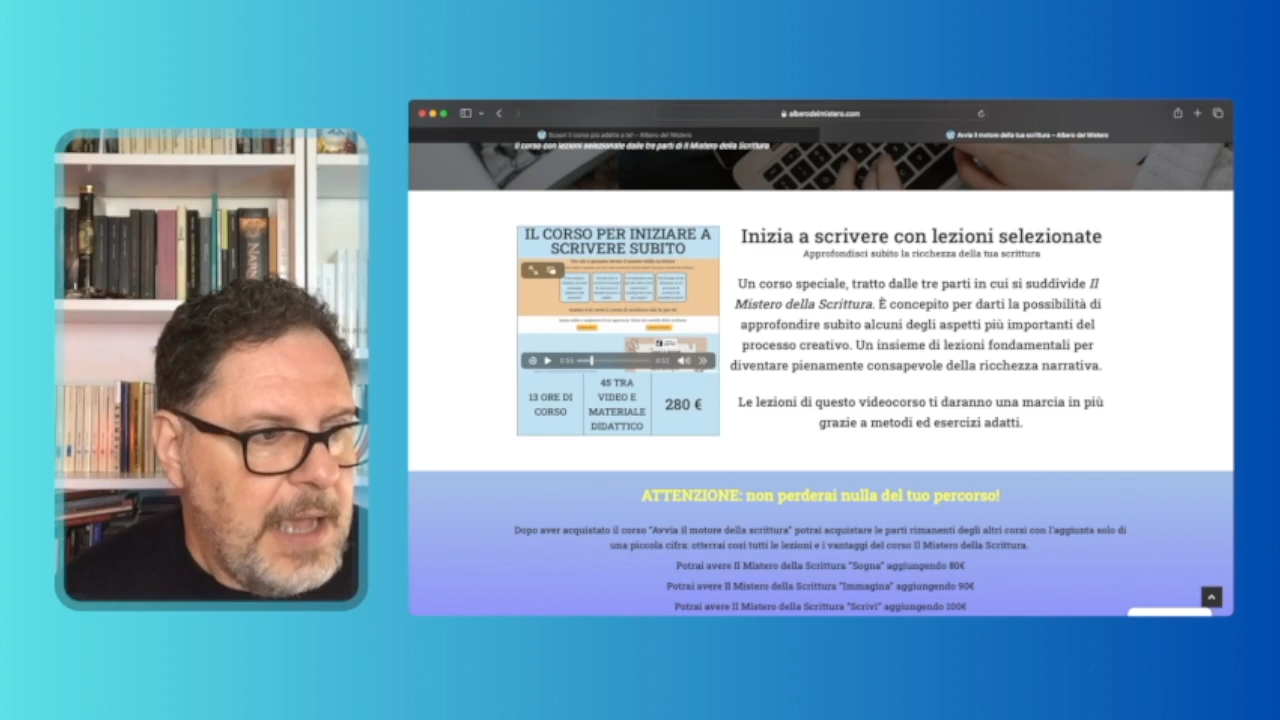 alberodelmistero.com
Scopri il corso più adatto a te! – Albero del Mistero
Avvia il motore della tua scrittura – Albero del Mistero
Il corso con lezioni selezionate dalle tre parti di Il Mistero della Scrittura
IL CORSO PER INIZIARE A
SCRIVERE SUBITO
13 ORE DI
CORSO
45 TRA
VIDEO E
MATERIALE
DIDATTICO
280 €
Inizia a scrivere con lezioni selezionate
Approfondisci subito la ricchezza della tua scrittura
Un corso speciale, tratto dalle tre parti in cui si suddivide Il
Mistero della Scrittura. È concepito per darti la possibilità di
approfondire subito alcuni degli aspetti più importanti del
processo creativo. Un insieme di lezioni fondamentali per
diventare pienamente consapevole della ricchezza narrativa.
Le lezioni di questo videocorso ti daranno una marcia in più
grazie a metodi ed esercizi adatti.
ATTENZIONE: non perderai nulla del tuo percorso!
Dopo aver acquistato il corso "Avvia il motore della scrittura" potrai acquistare le parti rimanenti degli altri corsi con l'aggiunta solo di
una piccola cifra: otterrai così tutte le lezioni e i vantaggi del corso Il Mistero della Scrittura.
Potrai avere Il Mistero della Scrittura "Sogna" aggiungendo 80€
Potrai avere Il Mistero della Scrittura "Immagina" aggiungendo 90€
Potrai avere Il Mistero della Scrittura "Scrivi" aggiungendo 100€